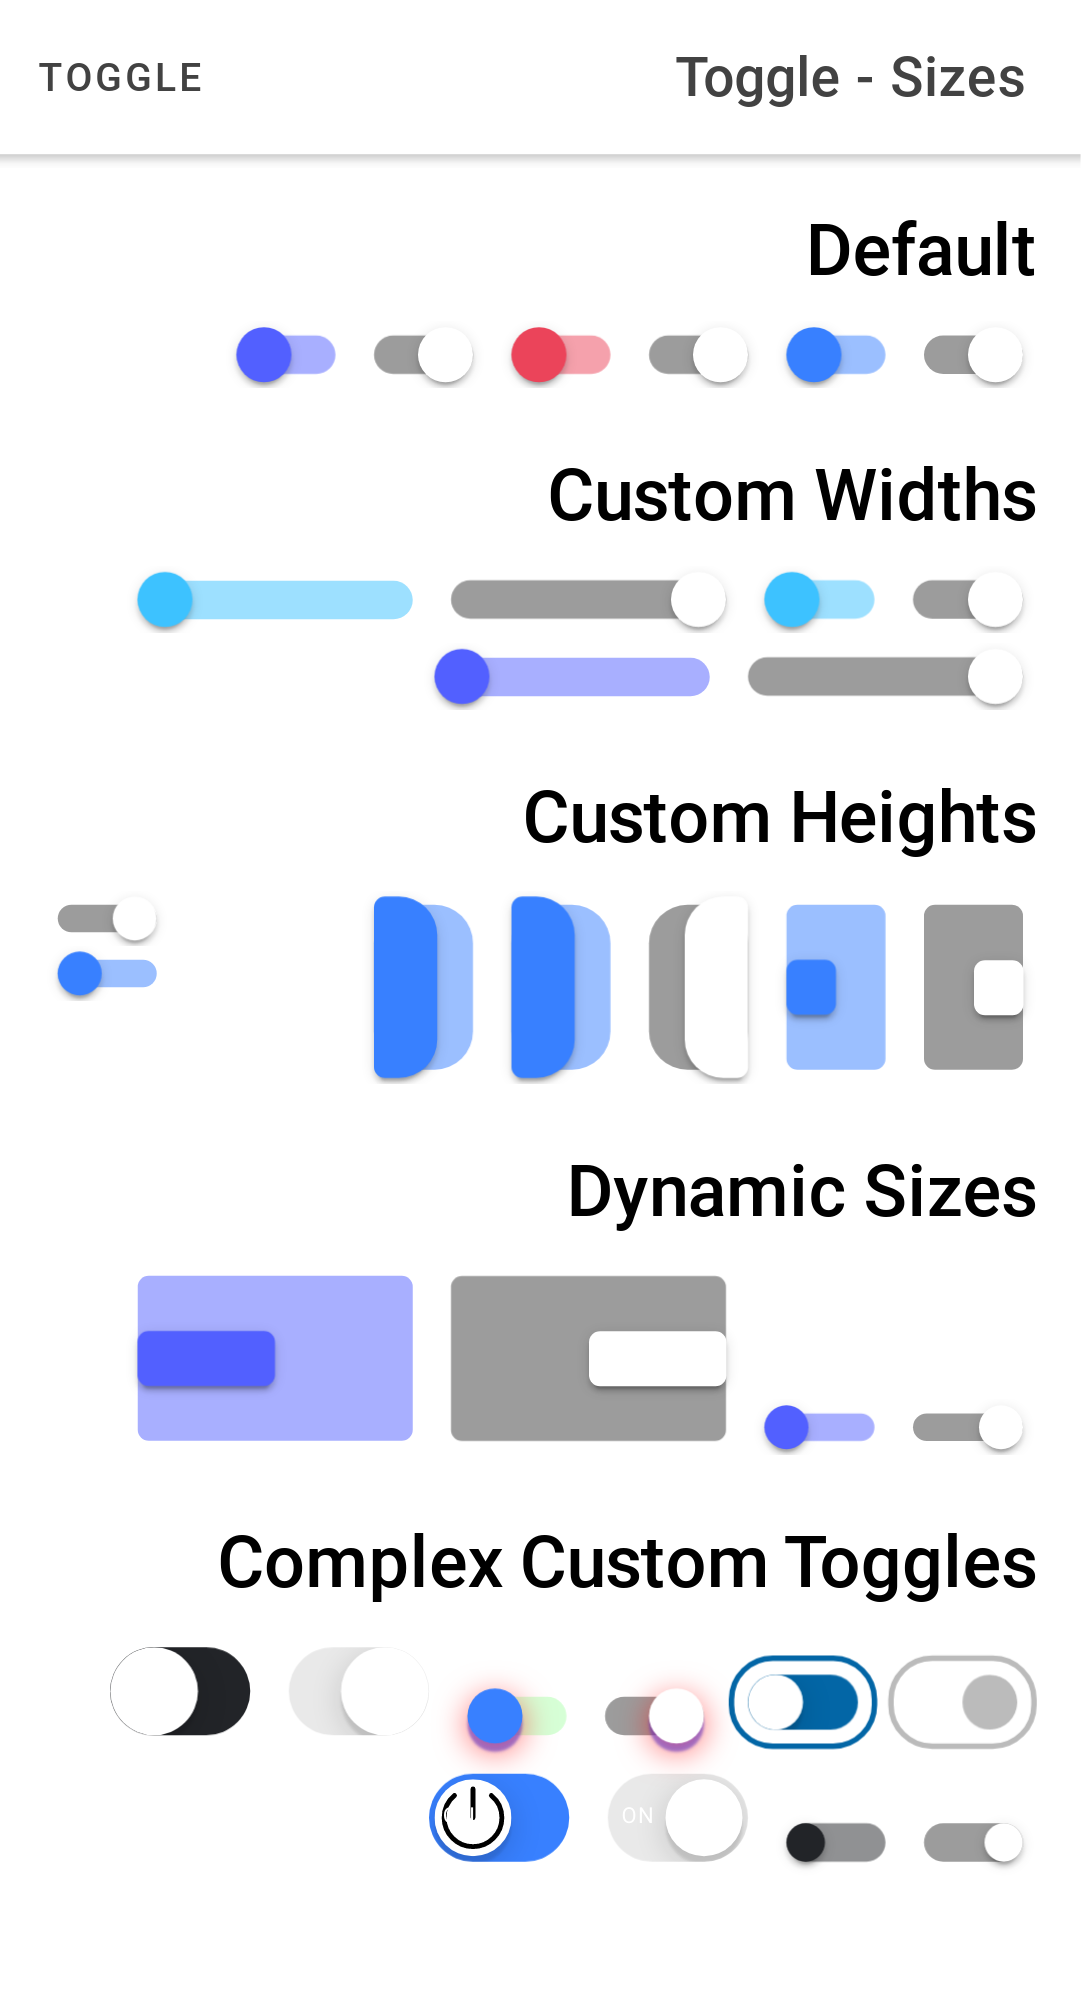 TOGGLE
Toggle - Sizes
Default
Custom Widths
Custom Heights
Dynamic Sizes
Complex Custom Toggles
ON